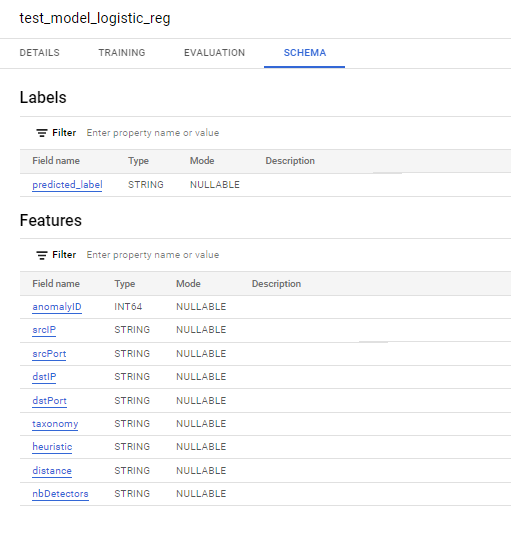 test_model_logistic_reg
DETAILS TRAINING EVALUATION SCHEMA
Labels
Filter Enter property name or value
Field name Type Mode Description
predicted_label STRING NULLABLE
Features
Filter Enter property name or value
Field name Type Mode Description
anomalyID INT64 NULLABLE
srcIP STRING NULLABLE
srcPort STRING NULLABLE
dstIP STRING NULLABLE
dstPort STRING NULLABLE
taxonomy STRING NULLABLE
heuristic STRING NULLABLE
distance STRING NULLABLE
nbDetectors STRING NULLABLE